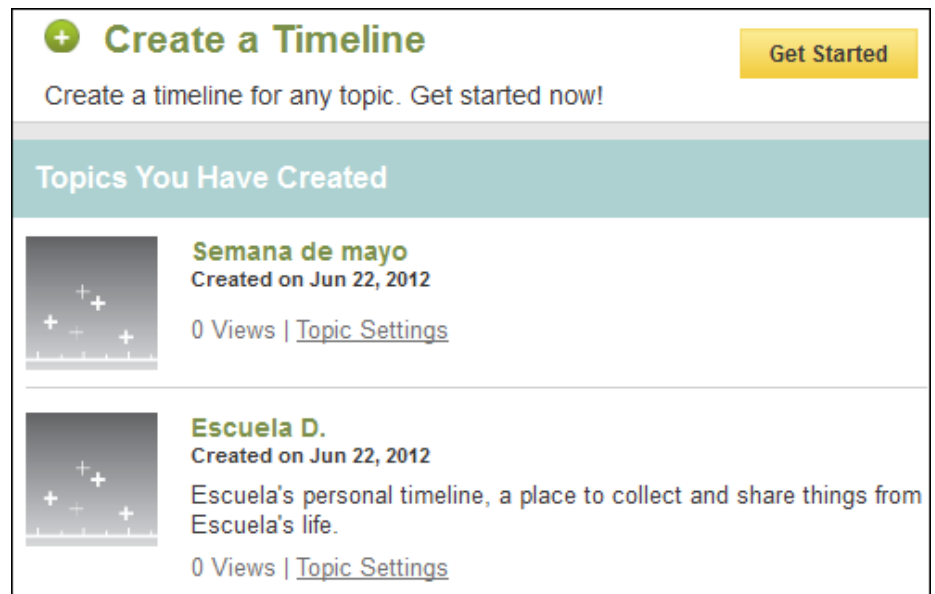 Create a Timeline
Get Started
Create a timeline for any topic. Get started now!
Topics You Have Created
Semana de mayo
Created on Jun 22, 2012
0 Views | Topic Settings
Escuela D.
Created on Jun 22, 2012
Escuela's personal timeline, a place to collect and share things from
Escuela's life.
0 Views | Topic Settings